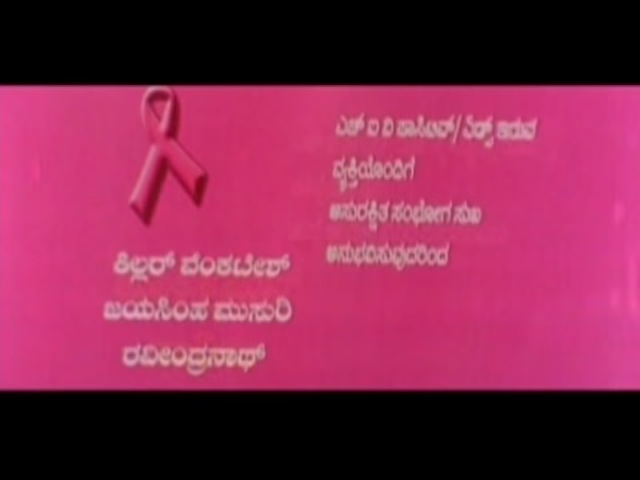 ಎಚ್ ಐ ವಿ ಪಾಸಿಟಿವ್/ ಏಡ್ಸ್ ಇರುವ
ವ್ಯಕ್ತಿಯೊಂದಿಗೆ
ಅಸುರಕ್ಷಿತ ಸಂಭೋಗ ಸುಖ
ಅನುಭವಿಸುವುದರಿಂದ
ಕಿಲ್ಲರ್ ವೆಂಕಟೇಶ್
ಜಯಸಿಂಹ ಮುಸುರಿ
ರವೀಂದ್ರನಾಥ್